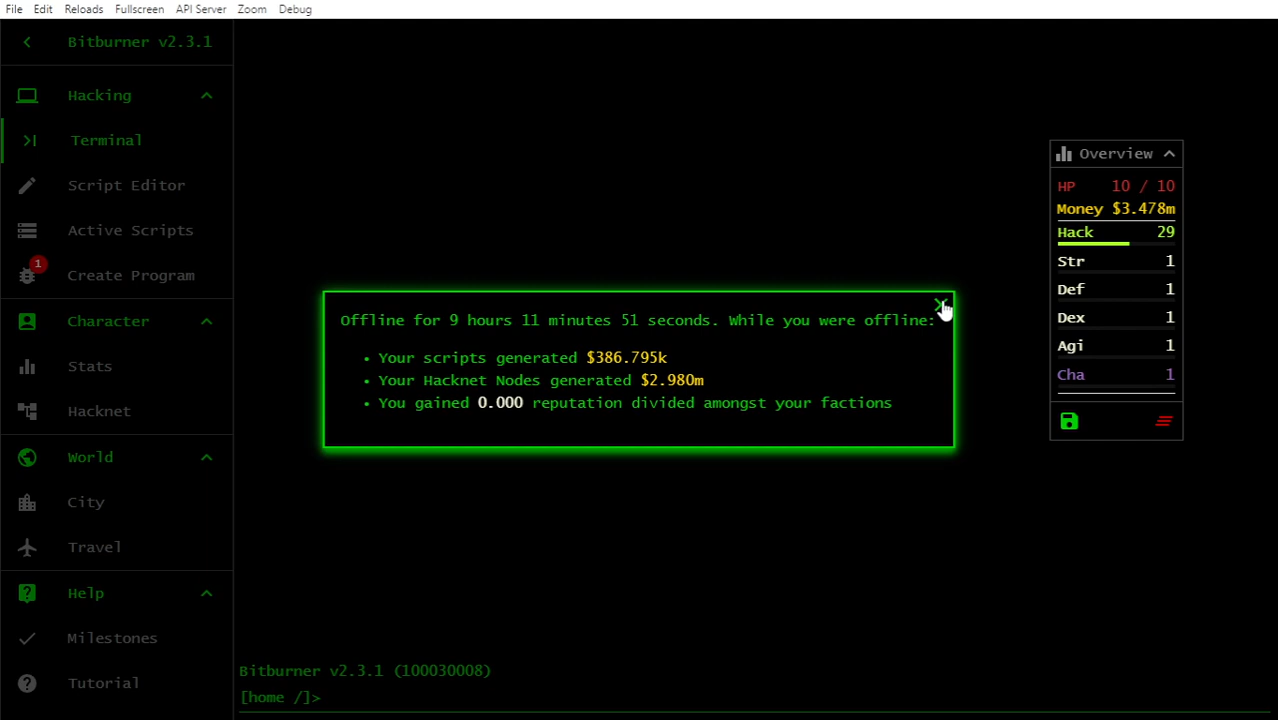 File Edit Reloads Fullscreen API Server Zoom Debug
Bitburner v2.3.1
Hacking
Terminal
Script Editor
Active Scripts
1
Create Program
Character
Stats
Hacknet
World
City
Travel
Help
Milestones
Tutorial
Offline for 9 hours 11 minutes 51 seconds. While you were offline:
• Your scripts generated $386.795k
• Your Hacknet Nodes generated $2.980m
• You gained 0.000 reputation divided amongst your factions
Overview
HP 10 / 10
Money $3.478m
Hack 29
Str 1
Def 1
Dex 1
Agi 1
Cha 1
Bitburner v2.3.1 (100030008)
[home /]>